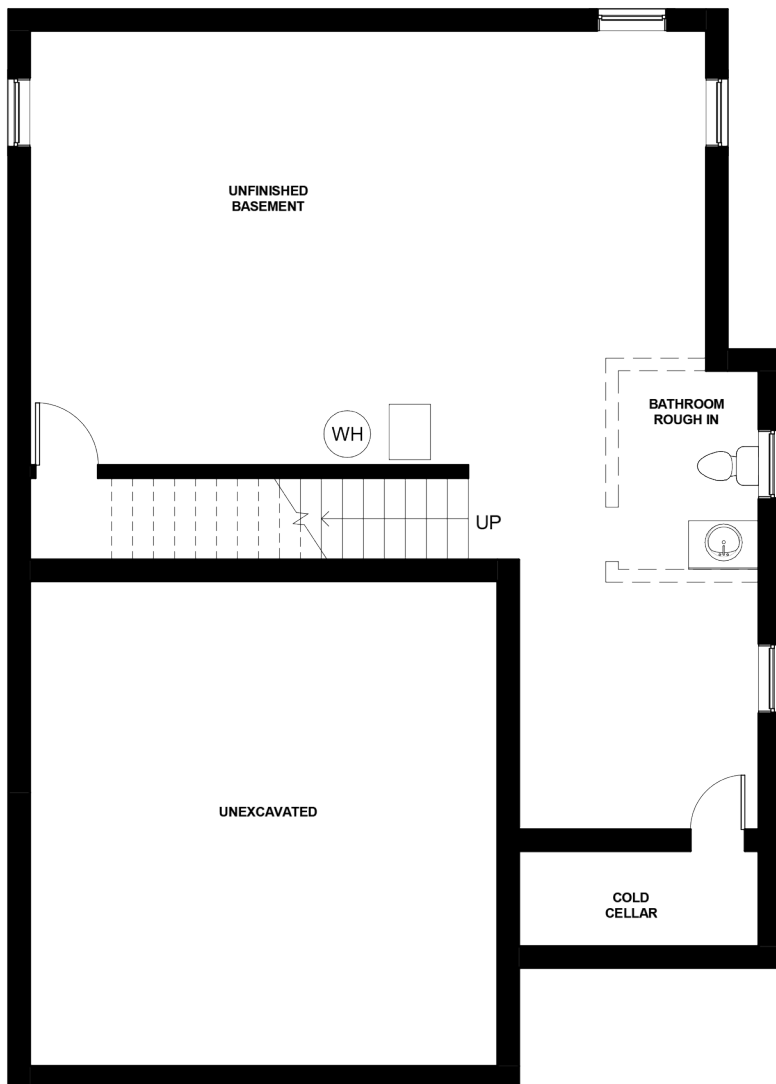 UNFINISHED
BASEMENT
BATHROOM
ROUGH IN
WH
UP
UNEXCAVATED
COLD
CELLAR